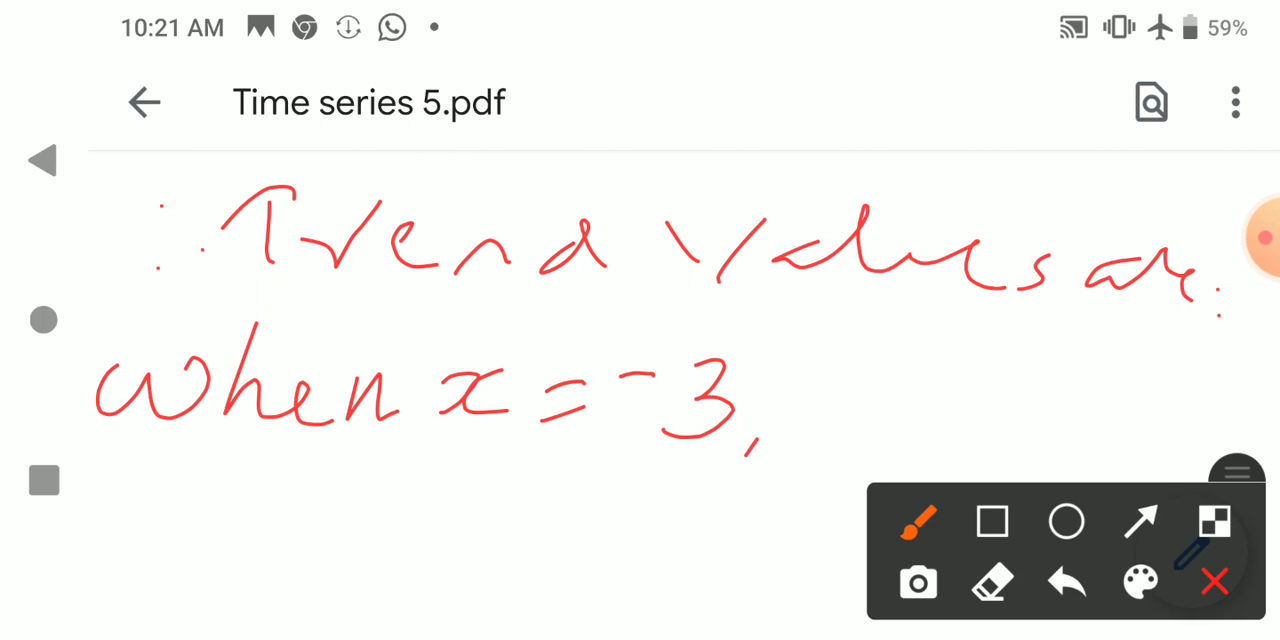 10:21 AM 59%
Time series 5.pdf
∴ Trend values are :
when x = -3,